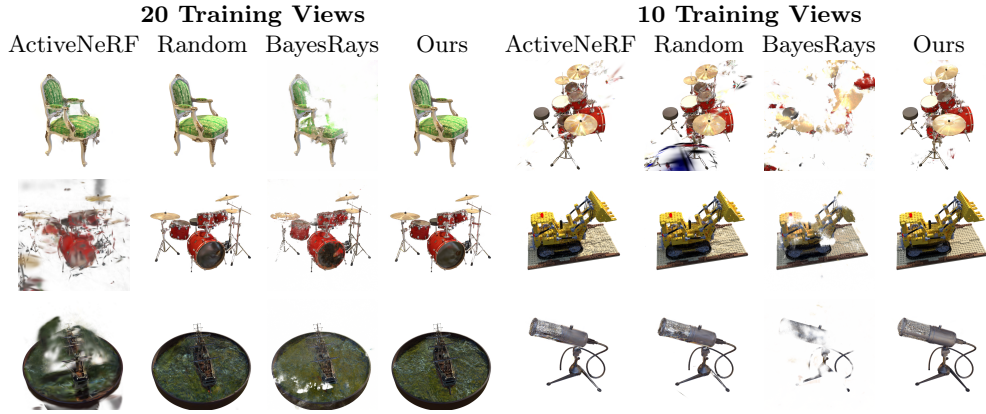 20 Training Views
10 Training Views
ActiveNeRF Random BayesRays Ours
ActiveNeRF Random BayesRays Ours